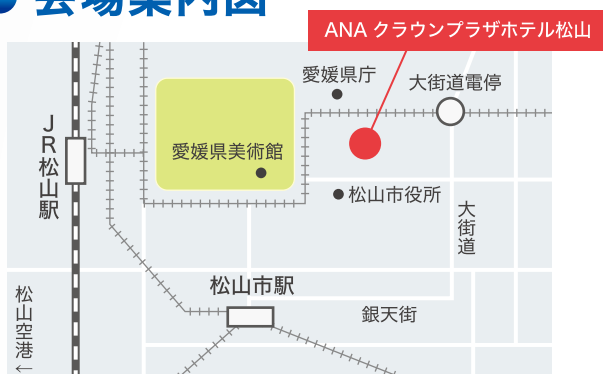 会場案内図
ANA クラウンプラザホテル松山
愛媛県庁
大街道電停
JR松山駅
愛媛県美術館
松山市役所
大街道
松山市駅
松山空港←
銀天街